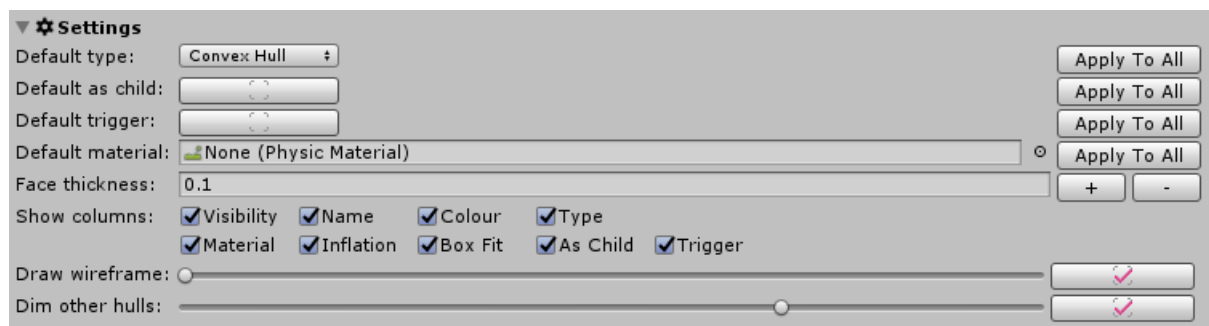 Settings
Default type: Convex Hull Apply To All
Default as child: Apply To All
Default trigger: Apply To All
Default material: None (Physic Material) Apply To All
Face thickness: 0.1 + -
Show columns: Visibility Name Colour Type
Material Inflation Box Fit As Child Trigger
Draw wireframe:
Dim other hulls: